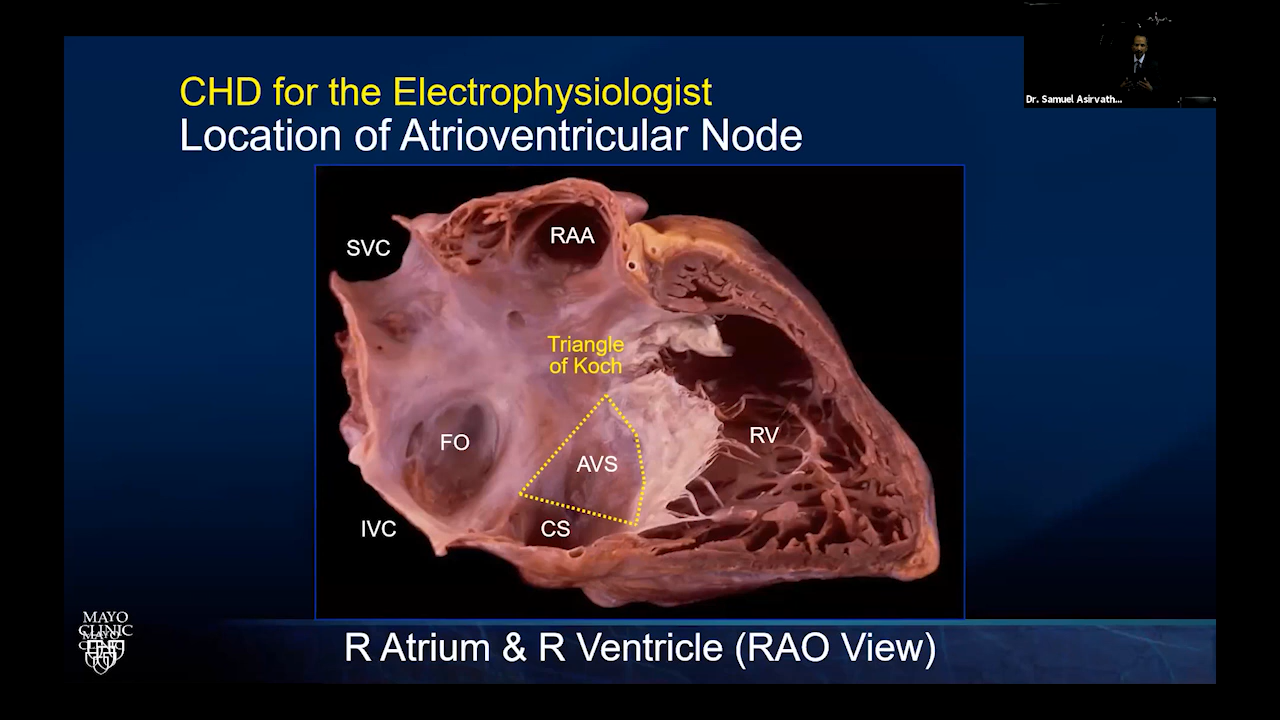 CHD for the Electrophysiologist
Location of Atrioventricular Node
Dr. Samuel Asirvath...
SVC
RAA
Triangle
of Koch
FO
AVS
RV
IVC
CS
MAYO
CLINIC
R Atrium & R Ventricle (RAO View)